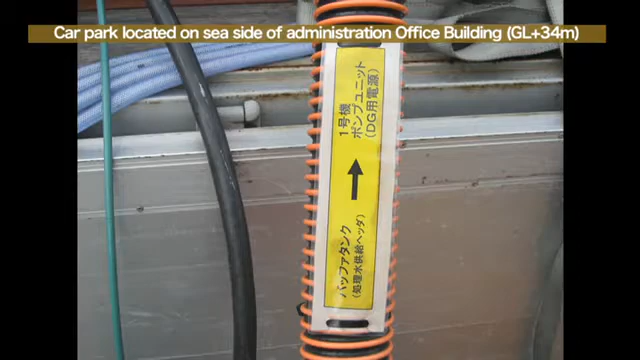 Car park located on sea side of administration Office Building (GL+34m)
1号機
ポンプユニット
(DG用電源)
バッファタンク
(処理水供給ヘッダ)